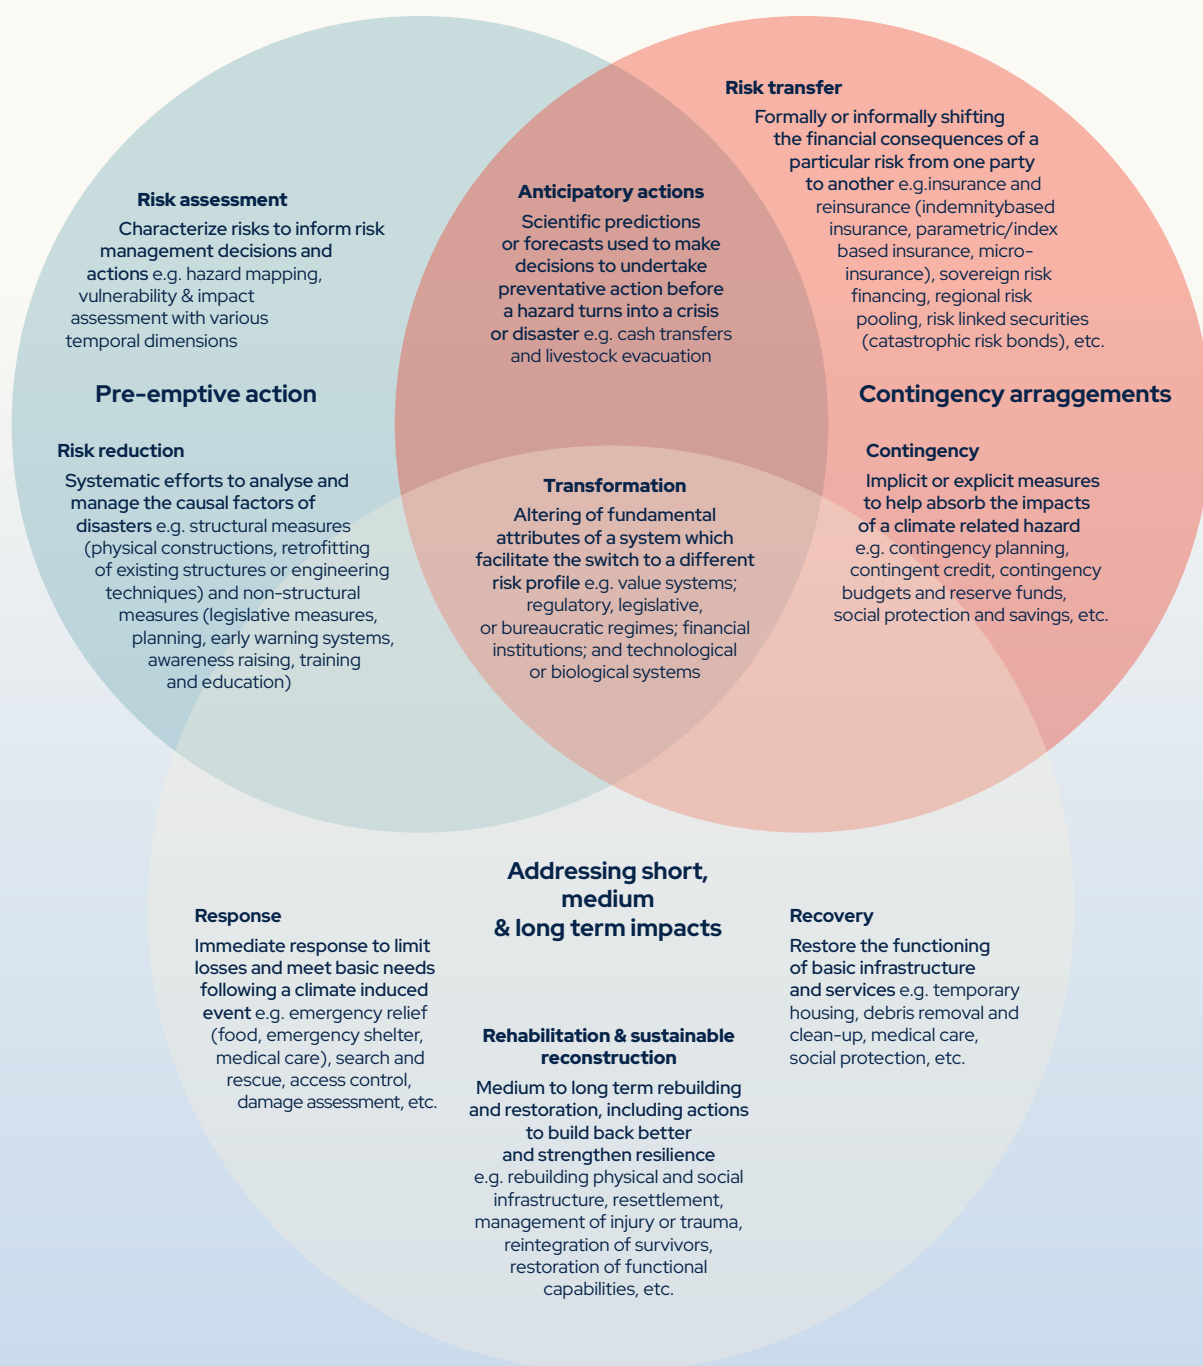 Risk assessment
Characterize risks to inform risk
management decisions and
actions e.g. hazard mapping,
vulnerability & impact
assessment with various
temporal dimensions
Pre-emptive action
Risk reduction
Systematic efforts to analyse and
manage the causal factors of
disasters e.g. structural measures
(physical constructions, retrofitting
of existing structures or engineering
techniques) and non-structural
measures (legislative measures,
planning, early warning systems,
awareness raising, training
and education)
Anticipatory actions
Scientific predictions
or forecasts used to make
decisions to undertake
preventative action before
a hazard turns into a crisis
or disaster e.g. cash transfers
and livestock evacuation
Transformation
Altering of fundamental
attributes of a system which
facilitate the switch to a different
risk profile e.g. value systems;
regulatory, legislative,
or bureaucratic regimes; financial
institutions; and technological
or biological systems
Risk transfer
Formally or informally shifting
the financial consequences of a
particular risk from one party
to another e.g.insurance and
reinsurance (indemnitybased
insurance, parametric/index
based insurance, micro-
insurance), sovereign risk
financing, regional risk
pooling, risk linked securities
(catastrophic risk bonds), etc.
Contingency arraggements
Contingency
Implicit or explicit measures
to help absorb the impacts
of a climate related hazard
e.g. contingency planning,
contingent credit, contingency
budgets and reserve funds,
social protection and savings, etc.
Addressing short,
medium
& long term impacts
Response
Immediate response to limit
losses and meet basic needs
following a climate induced
event e.g. emergency relief
(food, emergency shelter,
medical care), search and
rescue, access control,
damage assessment, etc.
Rehabilitation & sustainable
reconstruction
Medium to long term rebuilding
and restoration, including actions
to build back better
and strengthen resilience
e.g. rebuilding physical and social
infrastructure, resettlement,
management of injury or trauma,
reintegration of survivors,
restoration of functional
capabilities, etc.
Recovery
Restore the functioning
of basic infrastructure
and services e.g. temporary
housing, debris removal and
clean-up, medical care,
social protection, etc.